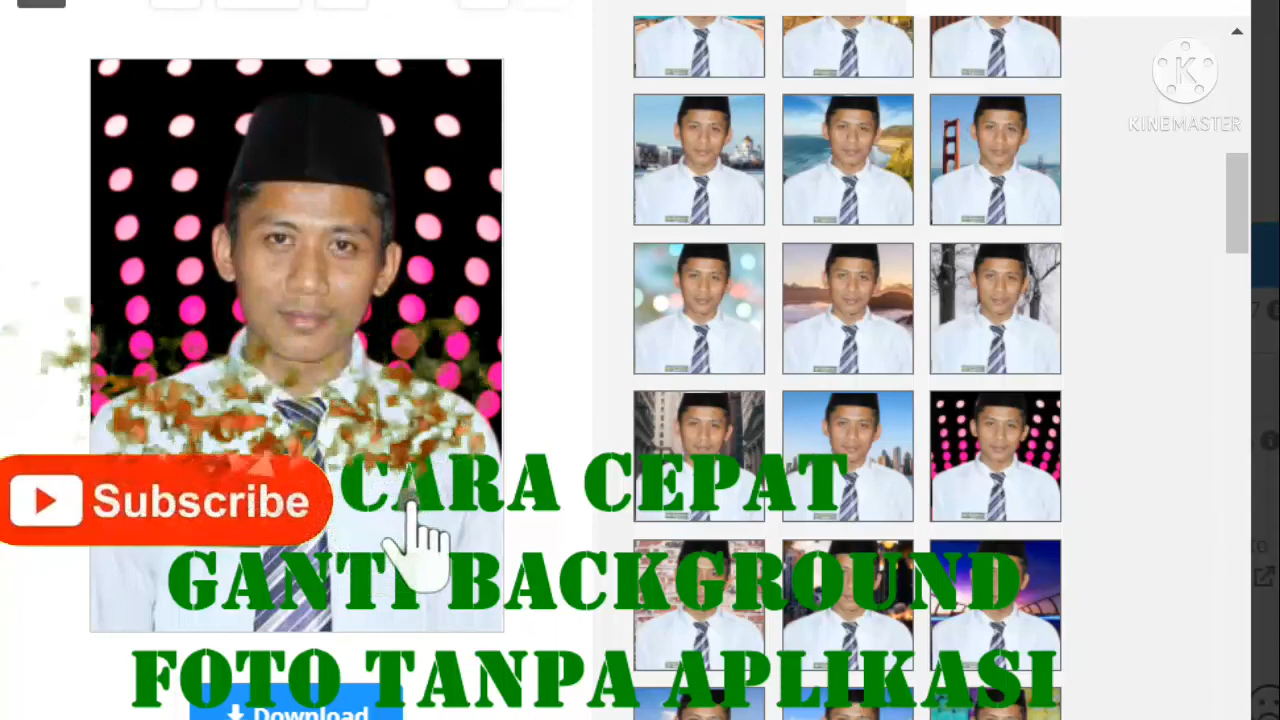 KINEMASTER
Subscribe
CARA CEPAT
GANTI BACKGROUND
FOTO TANPA APLIKASI
Download